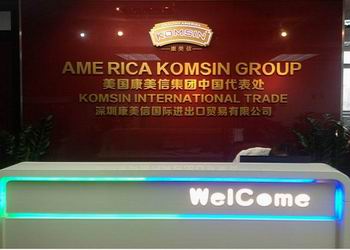 KOMSIN
康美信
AME RICA KOMSIN GROUP
美国康美信集团中国代表处
KOMSIN INTERNATIONAL TRADE
深圳康美信国际进出口贸易有限公司
WelCome